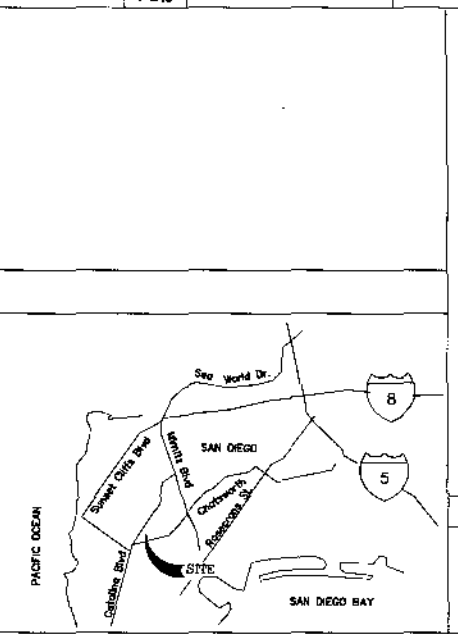 Sea World Dr.
8
Sunset Cliffs Blvd
Nimitz Blvd
SAN DIEGO
5
Chatsworth
Rosecrans St.
PACIFIC OCEAN
Catalina Blvd
SITE
SAN DIEGO BAY